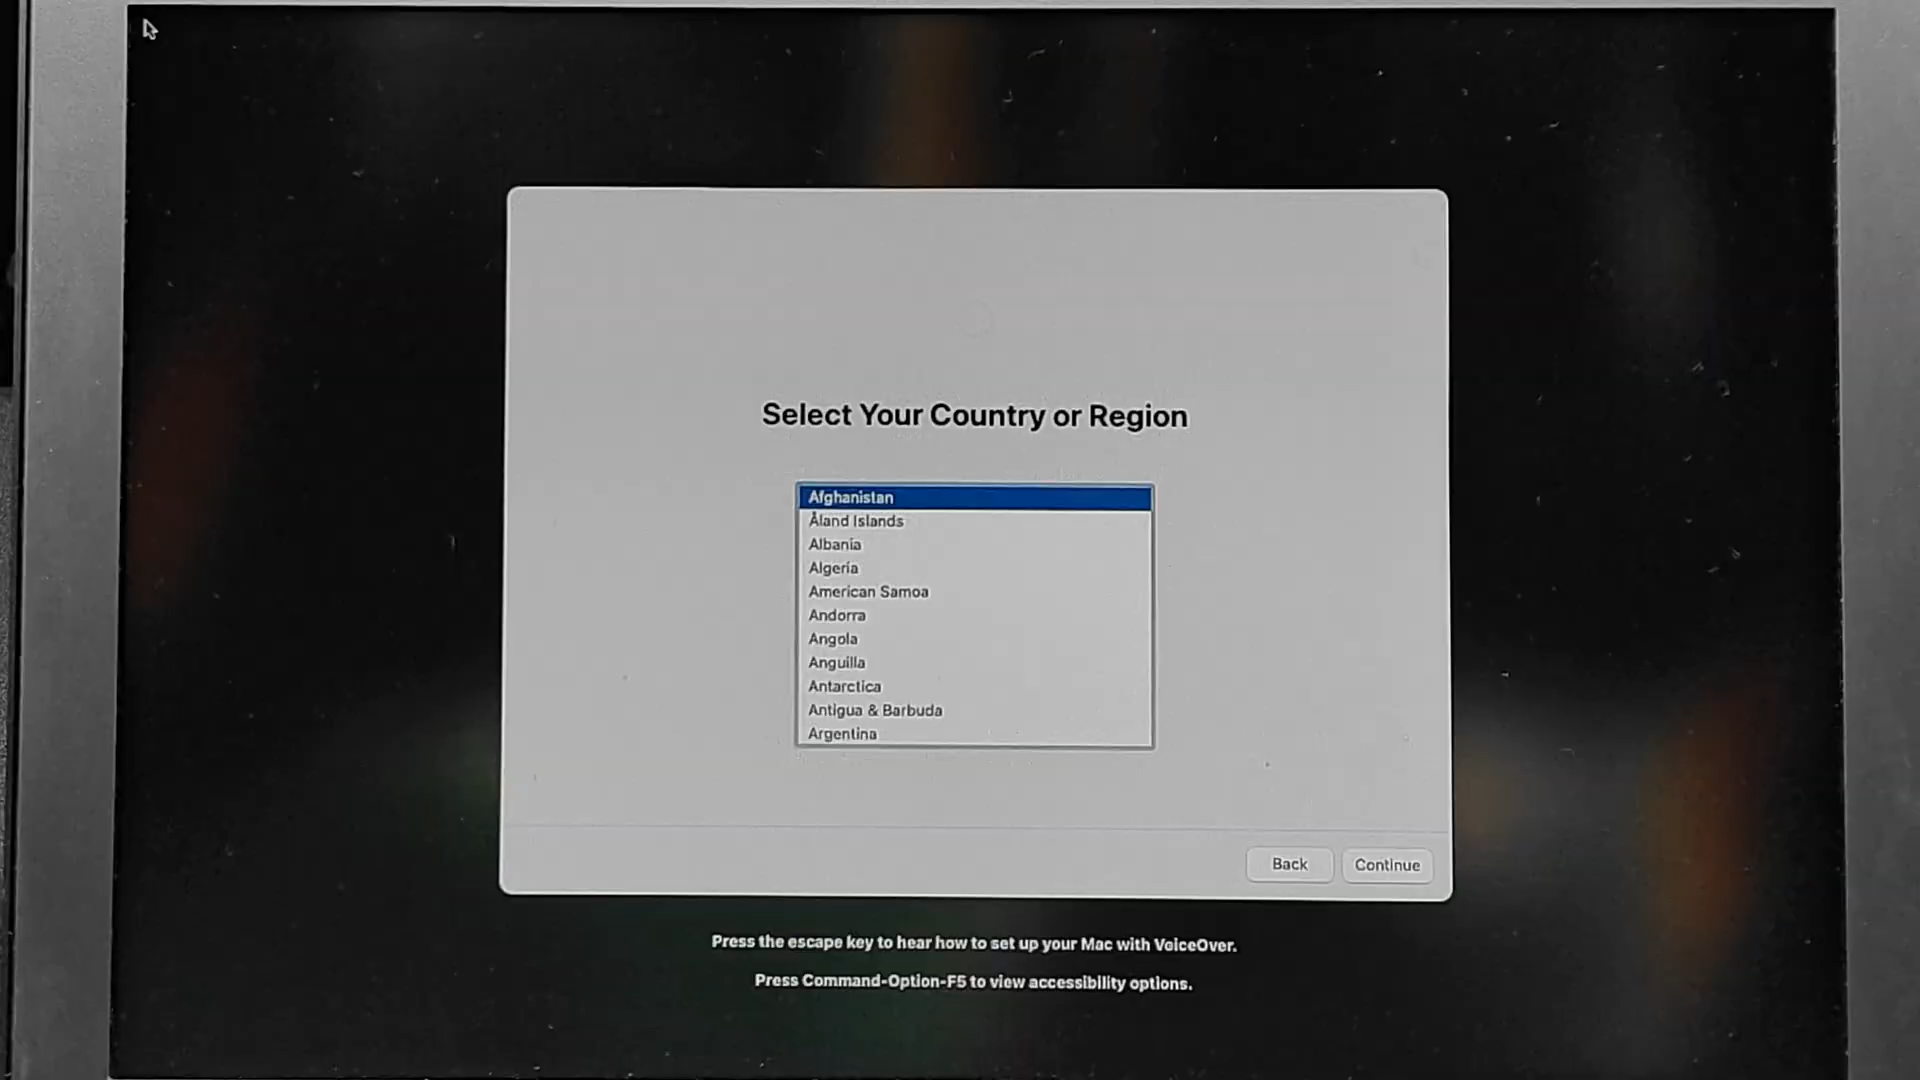 Select Your Country or Region
Afghanistan
Åland Islands
Albania
Algeria
American Samoa
Andorra
Angola
Anguilla
Antarctica
Antigua & Barbuda
Argentina
Back
Continue
Press the escape key to hear how to set up your Mac with VoiceOver.
Press Command-Option-F5 to view accessibility options.